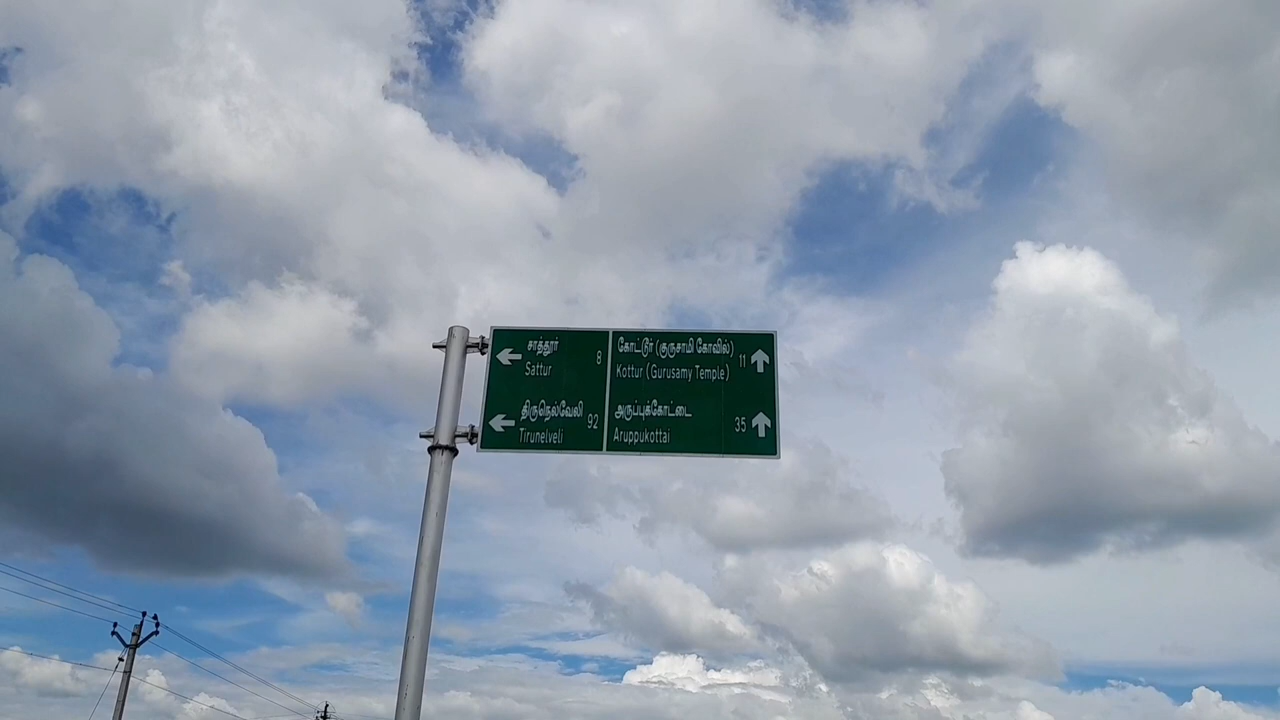 சாத்தூர் 8
Sattur
திருநெல்வேலி 92
Tirunelveli
கோட்டூர் (குருசாமி கோவில்) 11
Kottur (Gurusamy Temple)
அருப்புக்கோட்டை 35
Aruppukottai